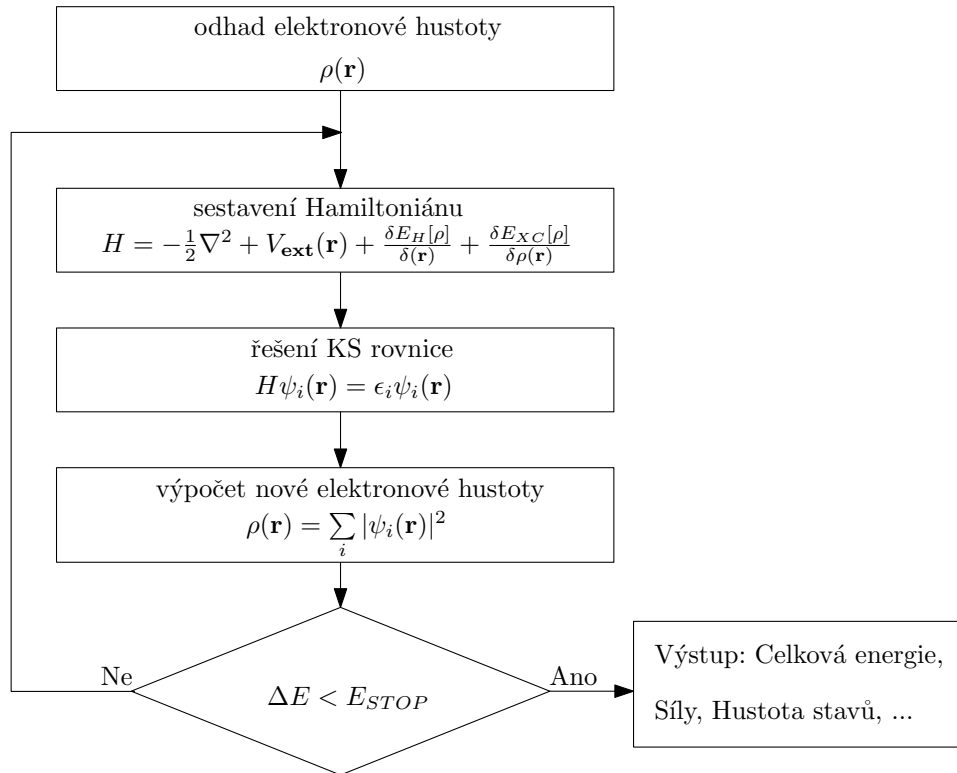 odhad elektronové hustoty
ρ(𝐫)
sestavení Hamiltoniánu
H = −½∇² + V_𝐞𝐱𝐭(𝐫) + δE_H[ρ]/δ(𝐫) + δE_XC[ρ]/δρ(𝐫)
řešení KS rovnice
Hψ_i(𝐫) = ϵ_iψ_i(𝐫)
výpočet nové elektronové hustoty
ρ(𝐫) = ∑_i |ψ_i(𝐫)|²
Ne
ΔE < E_STOP
Ano
Výstup: Celková energie,
Síly, Hustota stavů, ...